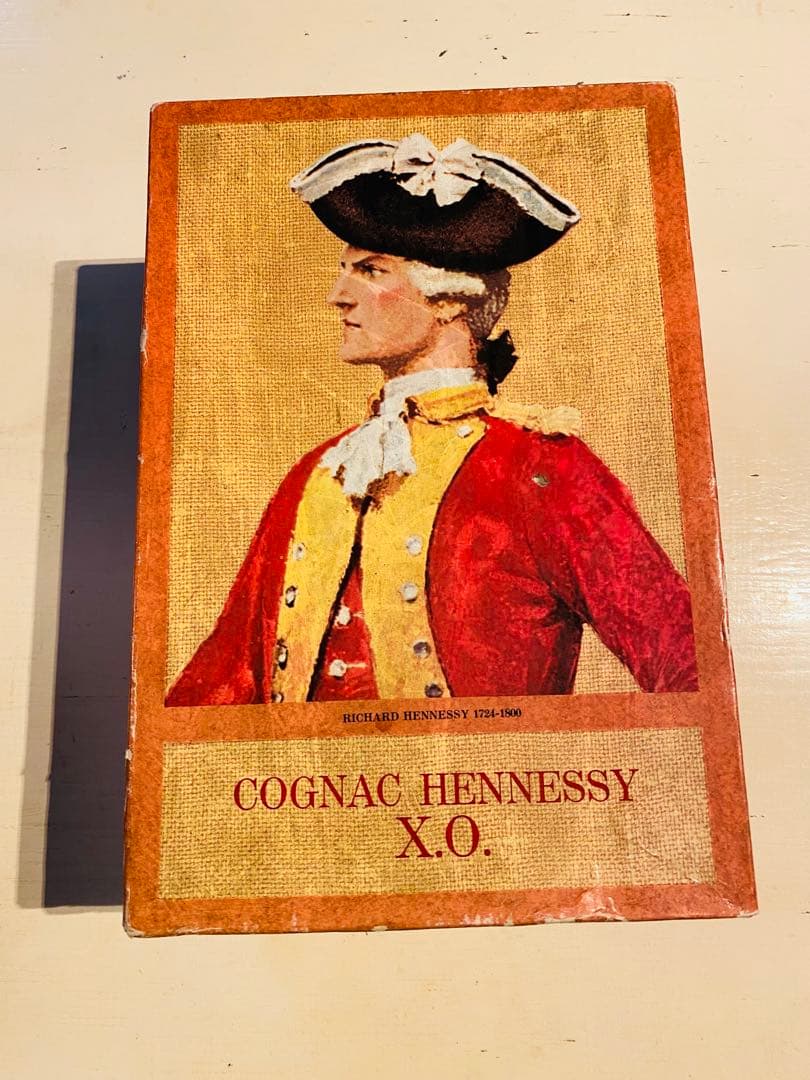 RICHARD HENNESSY 1724-1800
COGNAC HENNESSY
X.O.